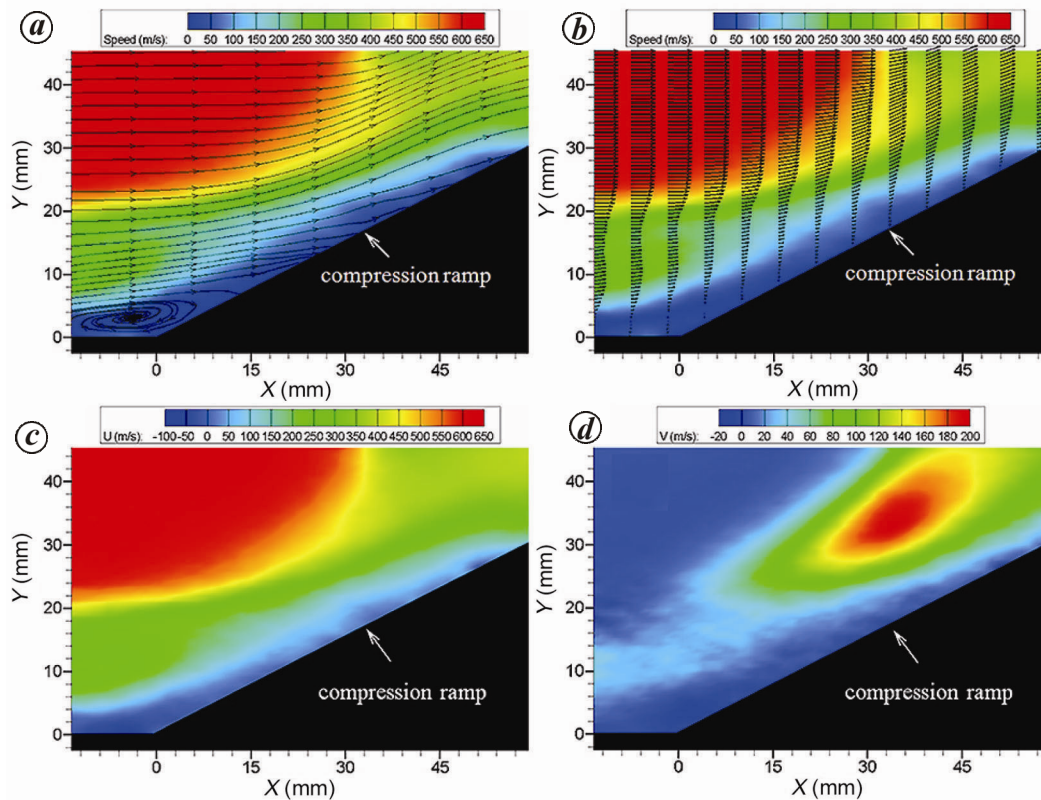 a
Speed (m/s): 0 50 100 150 200 250 300 350 400 450 500 550 600 650
Y (mm)
40
30
20
10
0
compression ramp
0 15 30 45
X (mm)
b
Speed (m/s): 0 50 100 150 200 250 300 350 400 450 500 550 600 650
Y (mm)
40
30
20
10
0
compression ramp
0 15 30 45
X (mm)
c
U (m/s): -100 -50 0 50 100 150 200 250 300 350 400 450 500 550 600 650
Y (mm)
40
30
20
10
0
compression ramp
0 15 30 45
X (mm)
d
V (m/s): -20 0 20 40 60 80 100 120 140 160 180 200
Y (mm)
40
30
20
10
0
compression ramp
0 15 30 45
X (mm)